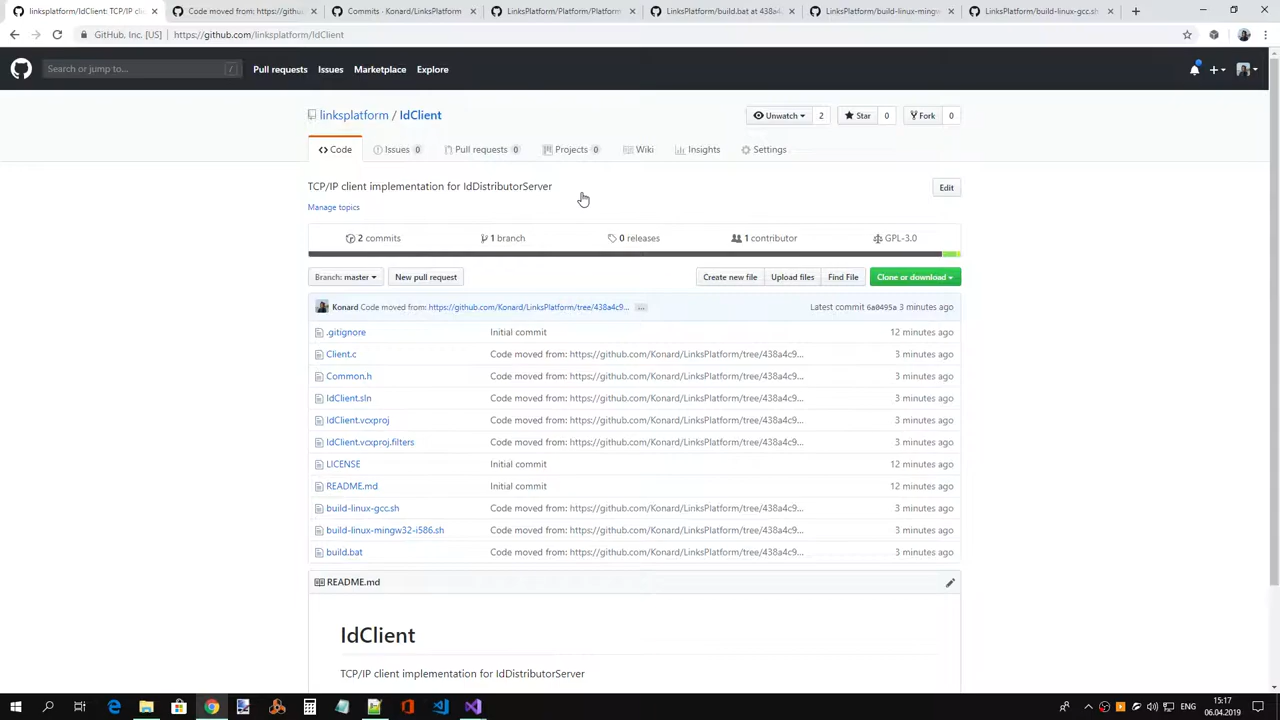 linksplatform/IdClient: TCP/IP cli
Code moved from: https://githu
Commits · Konard/LinksPlatform
LinksPlatform/Platform/Platform
LinksPlatform/build.bat at 438a4
LinksPlatform/build-linux-mingw
LinksPlatform/build-linux-gcc.sh
GitHub, Inc. [US] https://github.com/linksplatform/IdClient
Search or jump to... /
Pull requests Issues Marketplace Explore
linksplatform / IdClient
Unwatch 2 Star 0 Fork 0
Code Issues 0 Pull requests 0 Projects 0 Wiki Insights Settings
TCP/IP client implementation for IdDistributorServer
Edit
Manage topics
2 commits 1 branch 0 releases 1 contributor GPL-3.0
Branch: master New pull request Create new file Upload files Find File Clone or download
Konard Code moved from: https://github.com/Konard/LinksPlatform/tree/438a4c9... ... Latest commit 6a0495a 3 minutes ago
.gitignore Initial commit 12 minutes ago
Client.c Code moved from: https://github.com/Konard/LinksPlatform/tree/438a4c9... 3 minutes ago
Common.h Code moved from: https://github.com/Konard/LinksPlatform/tree/438a4c9... 3 minutes ago
IdClient.sln Code moved from: https://github.com/Konard/LinksPlatform/tree/438a4c9... 3 minutes ago
IdClient.vcxproj Code moved from: https://github.com/Konard/LinksPlatform/tree/438a4c9... 3 minutes ago
IdClient.vcxproj.filters Code moved from: https://github.com/Konard/LinksPlatform/tree/438a4c9... 3 minutes ago
LICENSE Initial commit 12 minutes ago
README.md Initial commit 12 minutes ago
build-linux-gcc.sh Code moved from: https://github.com/Konard/LinksPlatform/tree/438a4c9... 3 minutes ago
build-linux-mingw32-i586.sh Code moved from: https://github.com/Konard/LinksPlatform/tree/438a4c9... 3 minutes ago
build.bat Code moved from: https://github.com/Konard/LinksPlatform/tree/438a4c9... 3 minutes ago
README.md
IdClient
TCP/IP client implementation for IdDistributorServer
ENG
15:17
06.04.2019